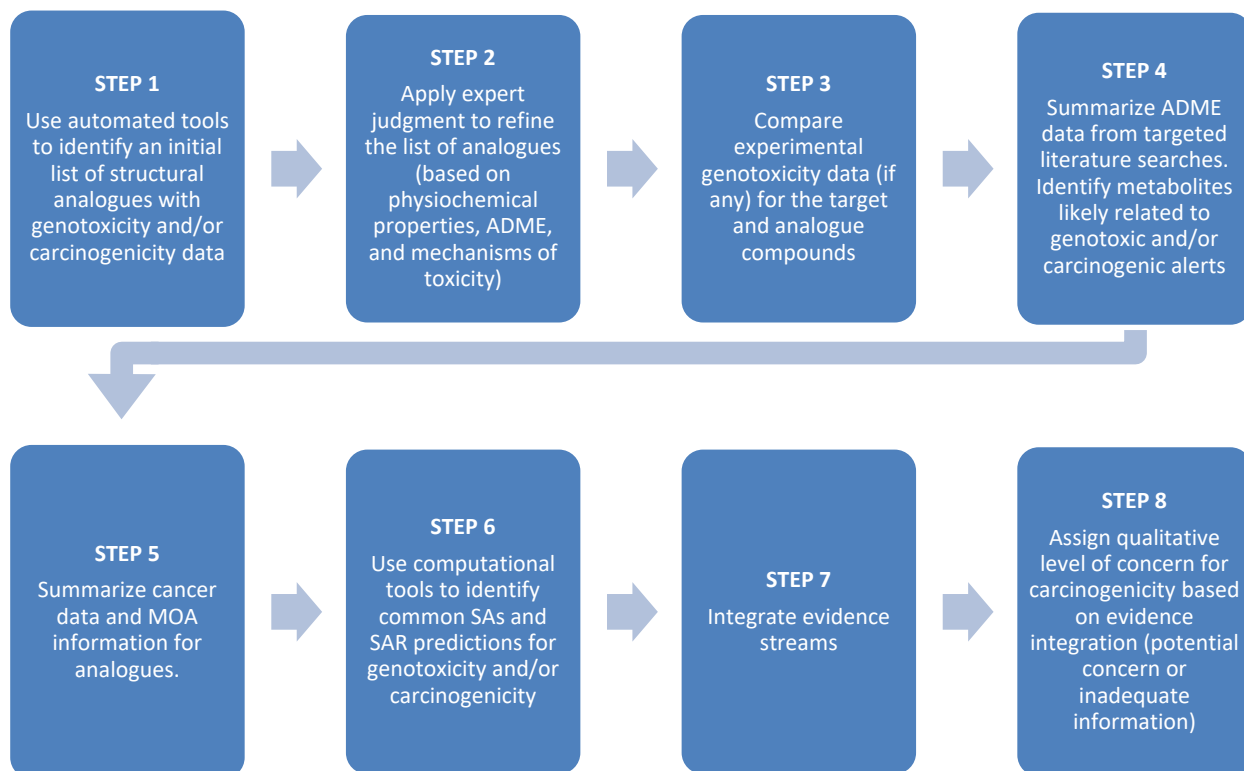 STEP 1
Use automated tools
to identify an initial
list of structural
analogues with
genotoxicity and/or
carcinogenicity data
STEP 2
Apply expert
judgment to refine
the list of analogues
(based on
physiochemical
properties, ADME,
and mechanisms of
toxicity)
STEP 3
Compare
experimental
genotoxicity data (if
any) for the target
and analogue
compounds
STEP 4
Summarize ADME
data from targeted
literature searches.
Identify metabolites
likely related to
genotoxic and/or
carcinogenic alerts
STEP 5
Summarize cancer
data and MOA
information for
analogues.
STEP 6
Use computational
tools to identify
common SAs and
SAR predictions for
genotoxicity and/or
carcinogenicity
STEP 7
Integrate evidence
streams
STEP 8
Assign qualitative
level of concern for
carcinogenicity based
on evidence
integration (potential
concern or
inadequate
information)